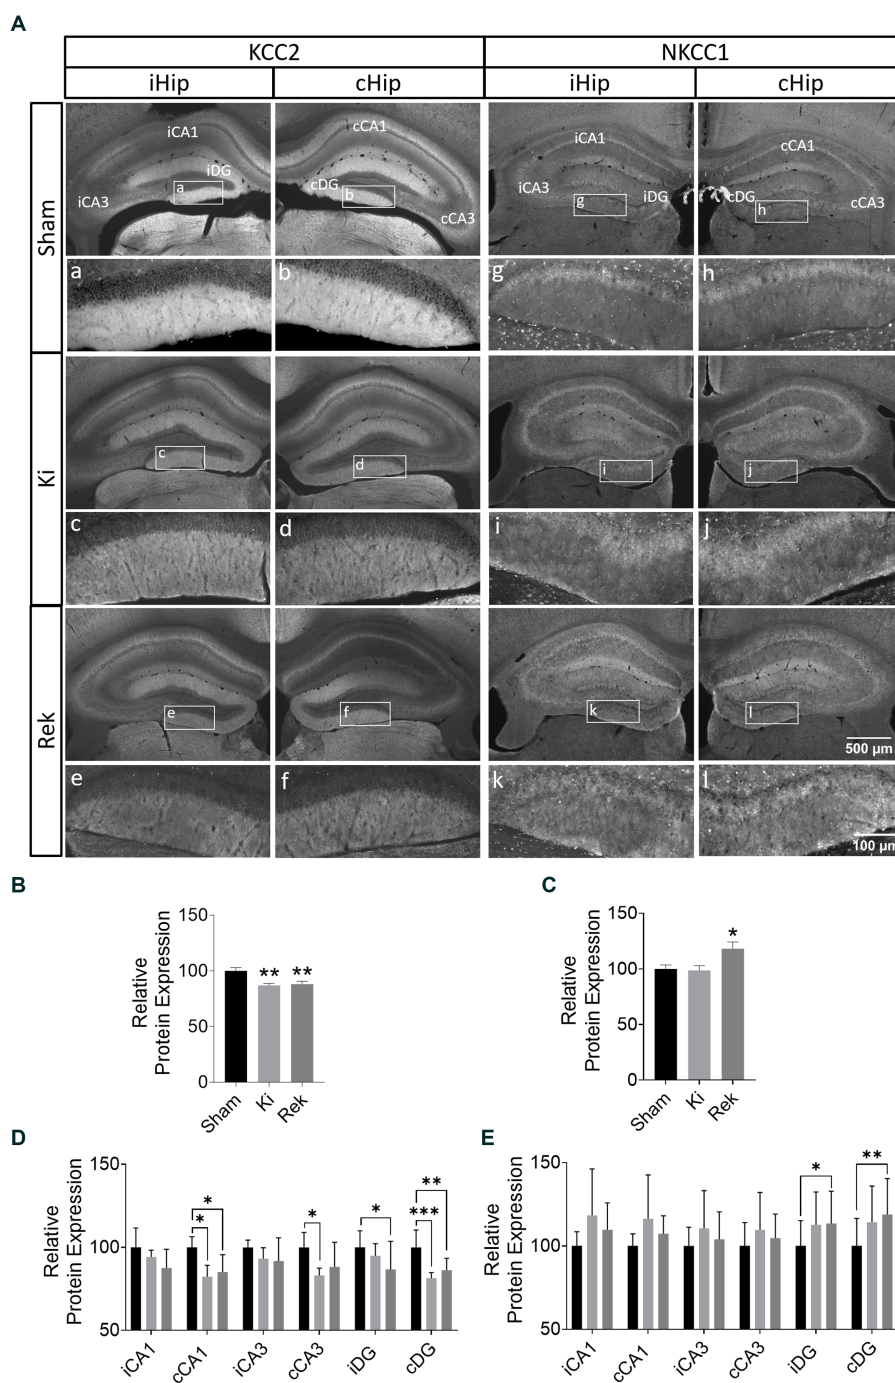 A
KCC2 NKCC1
iHip cHip iHip cHip
Sham
iCA1 cCA1 iCA1 cCA1
iDG cDG
iCA3 cCA3 iCA3 iDG cDG cCA3
a b g h
a b g h
Ki
c d i j
c d i j
Rek
e f k l
500 µm
e f k l
100 µm
B
Relative
Protein Expression
150
100
50
0
** **
Sham Ki Rek
C
Relative
Protein Expression
150
100
50
0
*
Sham Ki Rek
D
Relative
Protein Expression
150
100
50
* * * * *** **
iCA1 cCA1 iCA3 cCA3 iDG cDG
E
Relative
Protein Expression
150
100
50
* **
iCA1 cCA1 iCA3 cCA3 iDG cDG